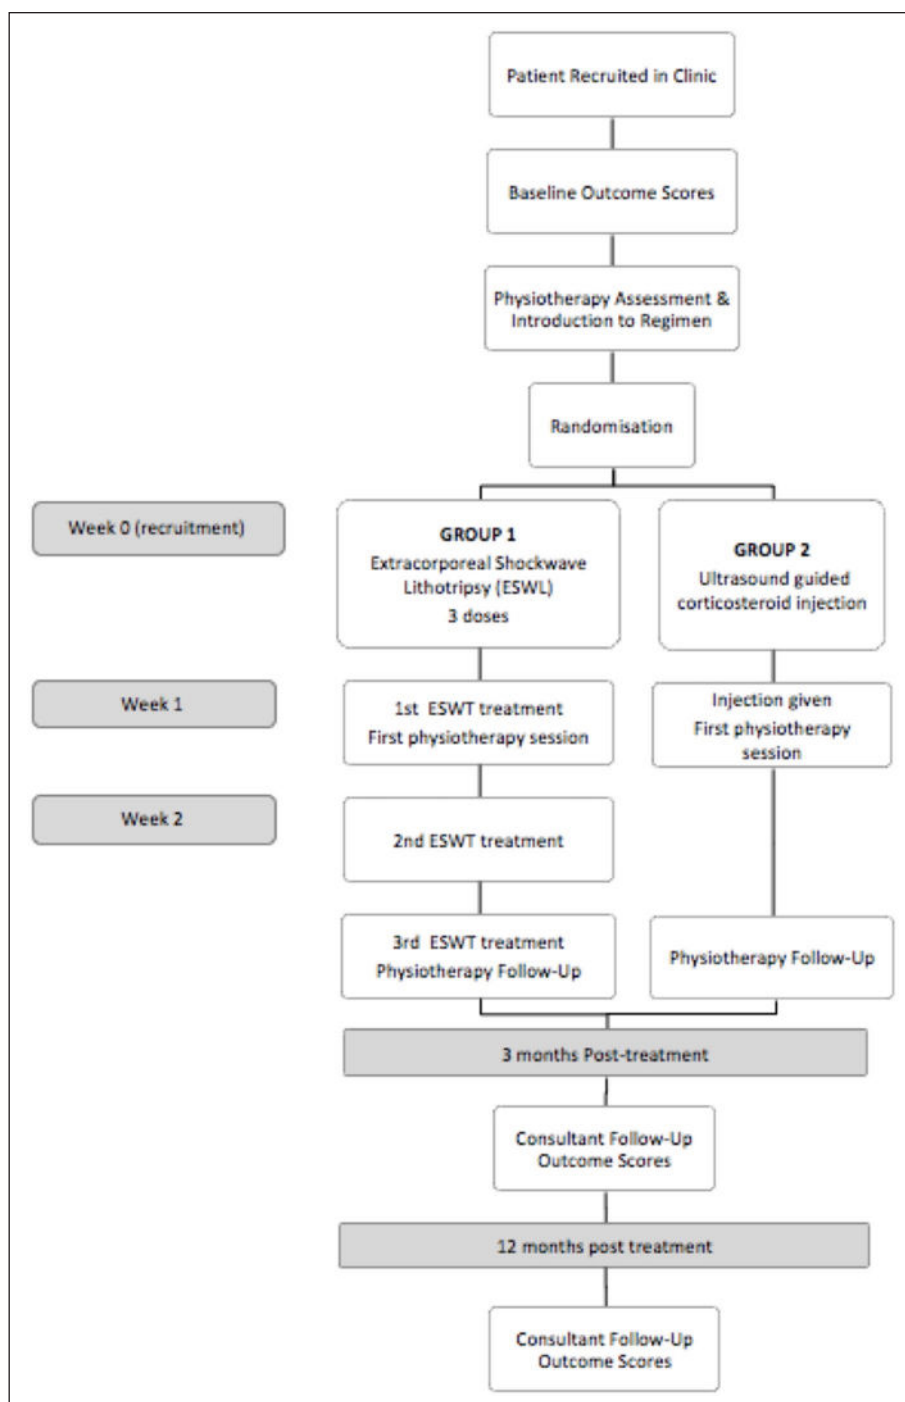 Patient Recruited in Clinic
Baseline Outcome Scores
Physiotherapy Assessment &
Introduction to Regimen
Randomisation
Week 0 (recruitment)
GROUP 1
Extracorporeal Shockwave
Lithotripsy (ESWL)
3 doses
GROUP 2
Ultrasound guided
corticosteroid injection
Week 1
1st ESWT treatment
First physiotherapy session
Injection given
First physiotherapy
session
Week 2
2nd ESWT treatment
3rd ESWT treatment
Physiotherapy Follow-Up
Physiotherapy Follow-Up
3 months Post-treatment
Consultant Follow-Up
Outcome Scores
12 months post treatment
Consultant Follow-Up
Outcome Scores